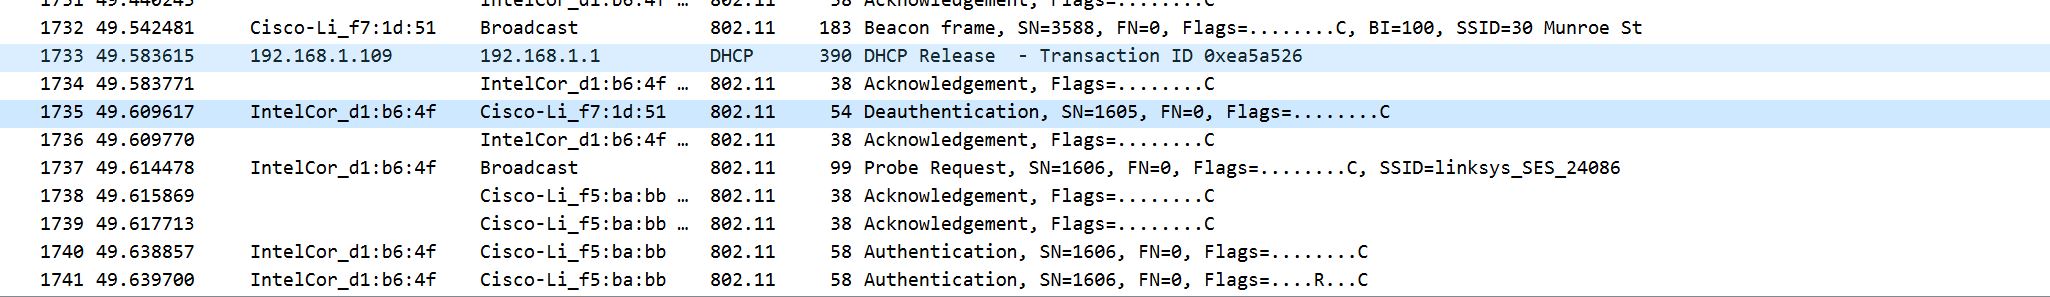 1731 49.440245 IntelCor_d1:b6:4f … 802.11 38 Acknowledgement, Flags=........C
1732 49.542481 Cisco-Li_f7:1d:51 Broadcast 802.11 183 Beacon frame, SN=3588, FN=0, Flags=........C, BI=100, SSID=30 Munroe St
1733 49.583615 192.168.1.109 192.168.1.1 DHCP 390 DHCP Release  - Transaction ID 0xea5a526
1734 49.583771 IntelCor_d1:b6:4f … 802.11 38 Acknowledgement, Flags=........C
1735 49.609617 IntelCor_d1:b6:4f Cisco-Li_f7:1d:51 802.11 54 Deauthentication, SN=1605, FN=0, Flags=........C
1736 49.609770 IntelCor_d1:b6:4f … 802.11 38 Acknowledgement, Flags=........C
1737 49.614478 IntelCor_d1:b6:4f Broadcast 802.11 99 Probe Request, SN=1606, FN=0, Flags=........C, SSID=linksys_SES_24086
1738 49.615869 Cisco-Li_f5:ba:bb … 802.11 38 Acknowledgement, Flags=........C
1739 49.617713 Cisco-Li_f5:ba:bb … 802.11 38 Acknowledgement, Flags=........C
1740 49.638857 IntelCor_d1:b6:4f Cisco-Li_f5:ba:bb 802.11 58 Authentication, SN=1606, FN=0, Flags=........C
1741 49.639700 IntelCor_d1:b6:4f Cisco-Li_f5:ba:bb 802.11 58 Authentication, SN=1606, FN=0, Flags=....R...C